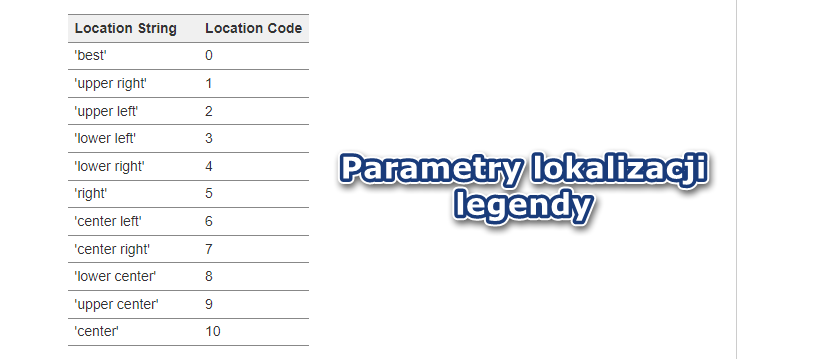 Location String Location Code
'best' 0
'upper right' 1
'upper left' 2
'lower left' 3
'lower right' 4
'right' 5
'center left' 6
'center right' 7
'lower center' 8
'upper center' 9
'center' 10
Parametry lokalizacji
legendy